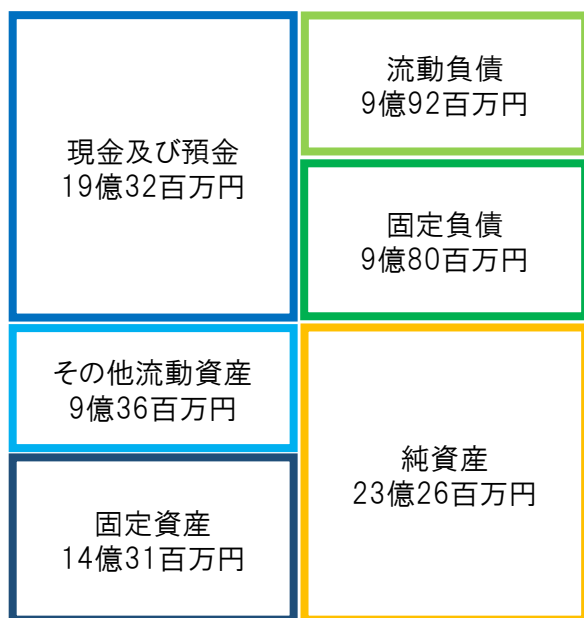 現金及び預金
19億32百万円
その他流動資産
9億36百万円
固定資産
14億31百万円
流動負債
9億92百万円
固定負債
9億80百万円
純資産
23億26百万円